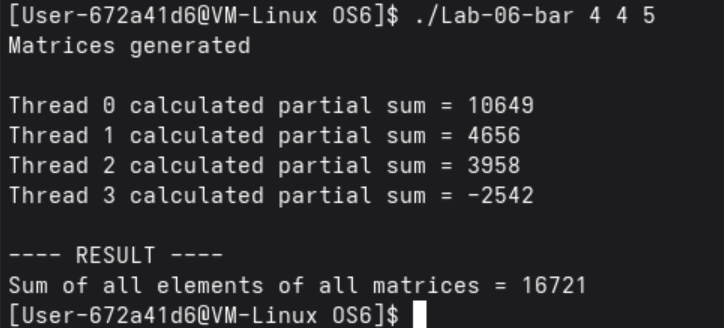 [User-672a41d6@VM-Linux OS6]$ ./Lab-06-bar 4 4 5
Matrices generated

Thread 0 calculated partial sum = 10649
Thread 1 calculated partial sum = 4656
Thread 2 calculated partial sum = 3958
Thread 3 calculated partial sum = -2542

---- RESULT ----
Sum of all elements of all matrices = 16721
[User-672a41d6@VM-Linux OS6]$